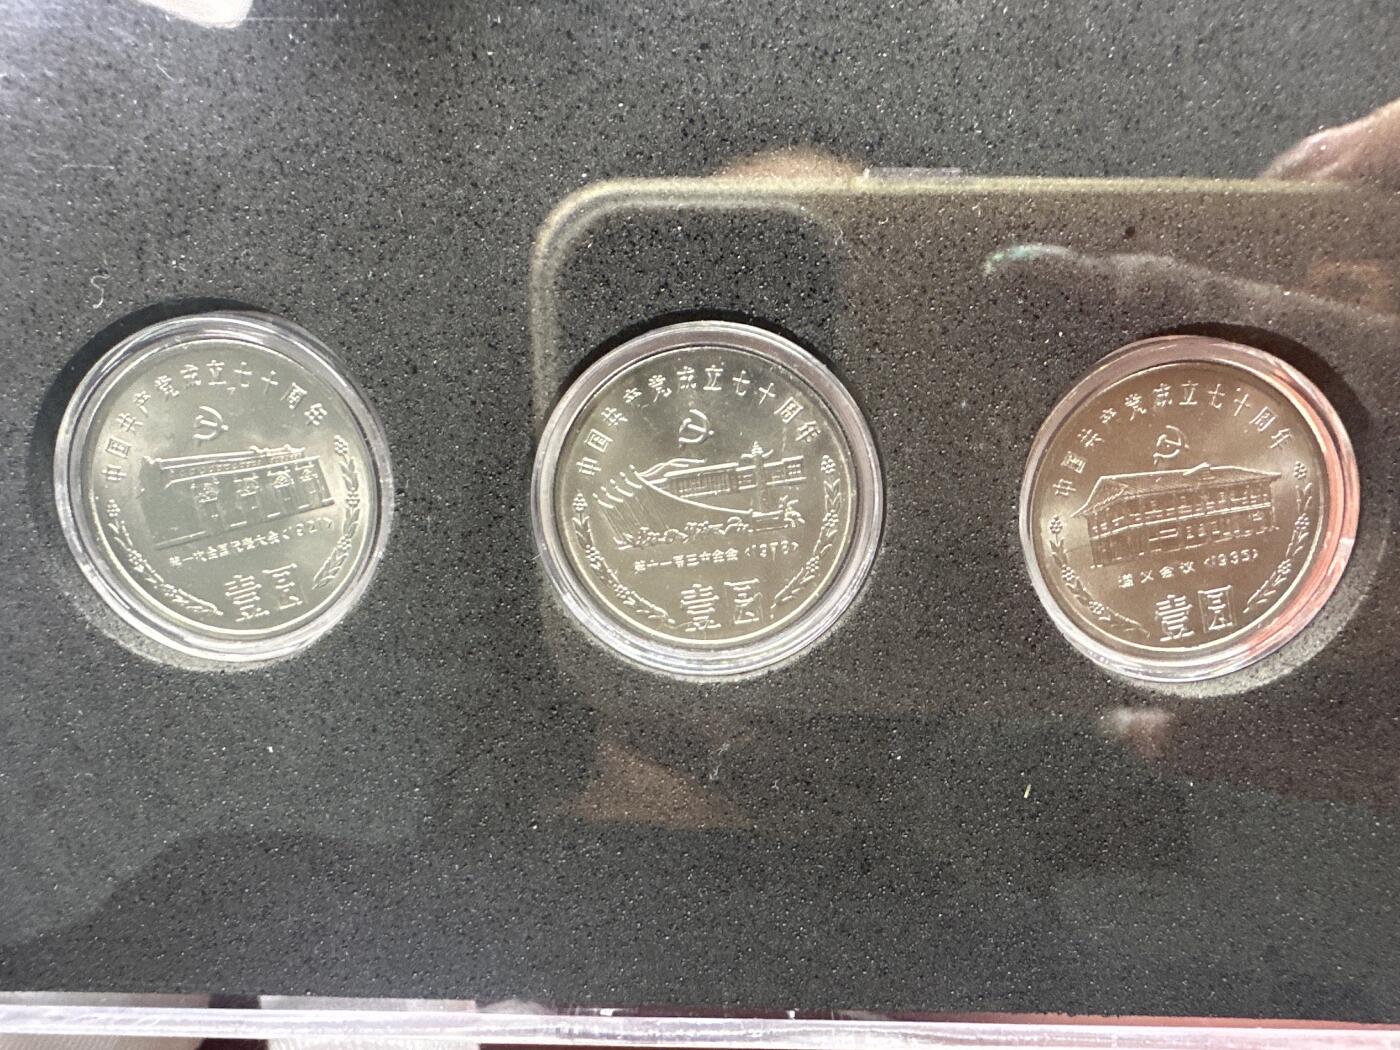 中国共产党成立七十周年
第一次全国代表大会(1921)
壹圆
中国共产党成立七十周年
第十一届三中全会(1978)
壹圆
中国共产党成立七十周年
遵义会议(1935)
壹圆